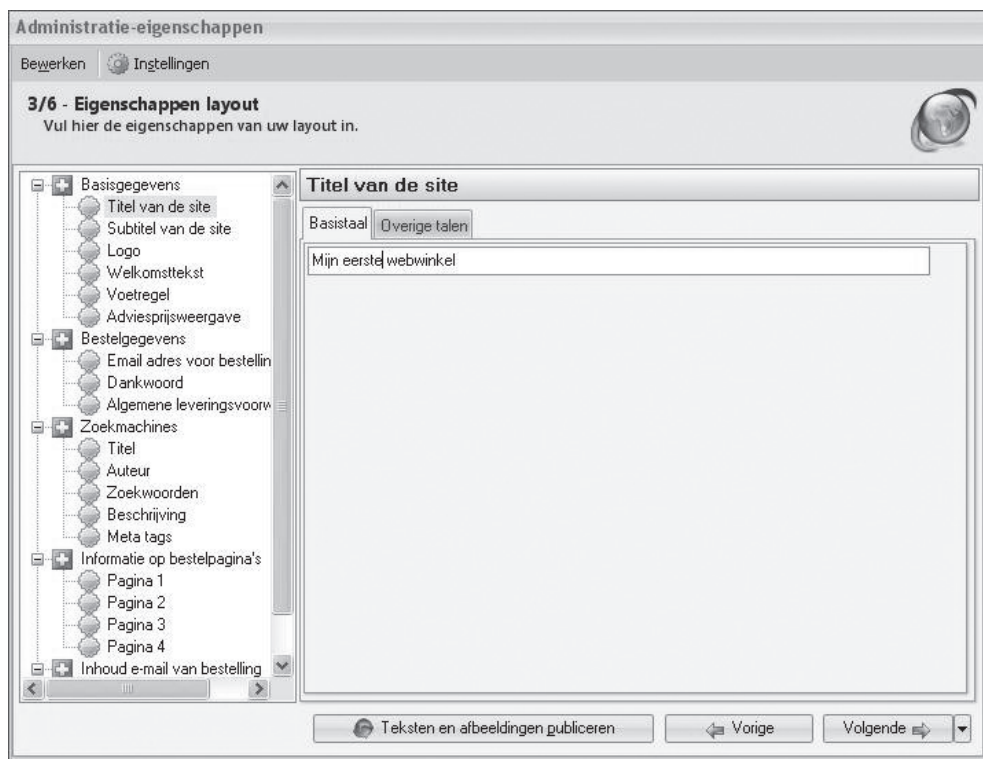 Administratie-eigenschappen
Bewerken Instellingen
3/6 - Eigenschappen layout
Vul hier de eigenschappen van uw layout in.
Basisgegevens
Titel van de site
Subtitel van de site
Logo
Welkomsttekst
Voetregel
Adviesprijsweergave
Bestelgegevens
Email adres voor bestellin
Dankwoord
Algemene leveringsvoorw
Zoekmachines
Titel
Auteur
Zoekwoorden
Beschrijving
Meta tags
Informatie op bestelpagina's
Pagina 1
Pagina 2
Pagina 3
Pagina 4
Inhoud e-mail van bestelling
Titel van de site
Basistaal Overige talen
Mijn eerste webwinkel
Teksten en afbeeldingen publiceren Vorige Volgende